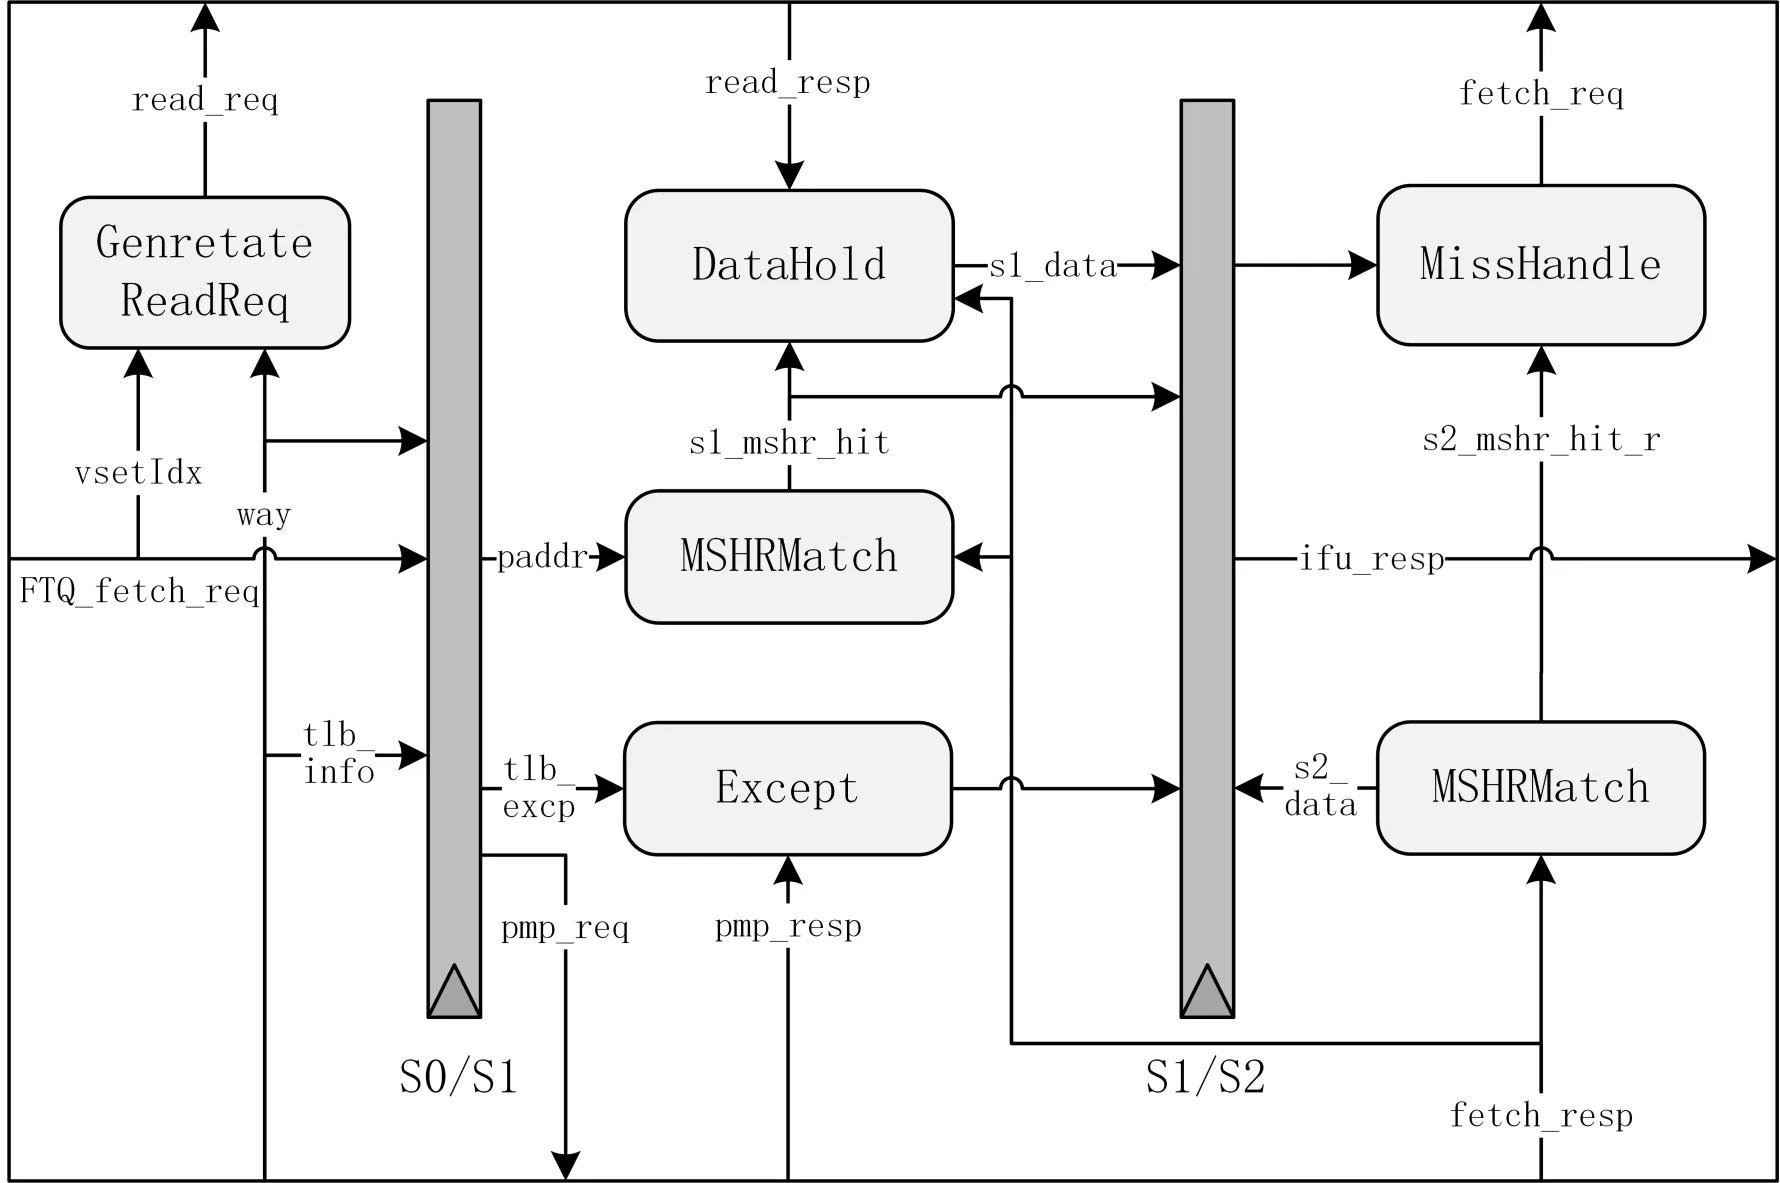 read_req
read_resp
fetch_req
Genretate
ReadReq
DataHold
s1_data
MissHandle
vsetIdx
way
s1_mshr_hit
s2_mshr_hit_r
FTQ_fetch_req
paddr
MSHRMatch
ifu_resp
tlb_
info
tlb_
excp
Except
s2_
data
MSHRMatch
pmp_req
pmp_resp
S0/S1
S1/S2
fetch_resp